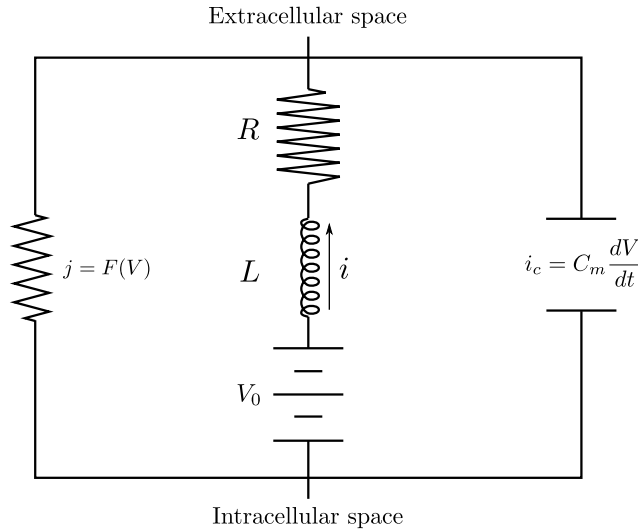 Extracellular space
R
j = F(V)
L
i
i_c = C_m dV/dt
V_0
Intracellular space